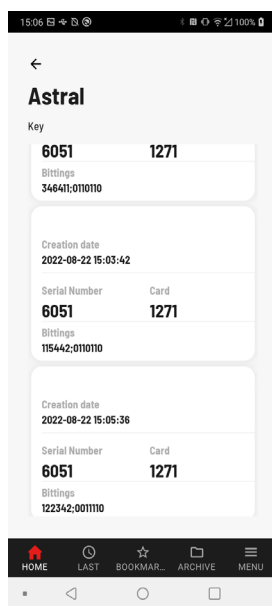 15:06 100%
Astral
Key
6051 1271
Bittings
346411;0110110
Creation date
2022-08-22 15:03:42
Serial Number Card
6051 1271
Bittings
115442;0110110
Creation date
2022-08-22 15:05:36
Serial Number Card
6051 1271
Bittings
122342;0011110
HOME LAST BOOKMAR... ARCHIVE MENU